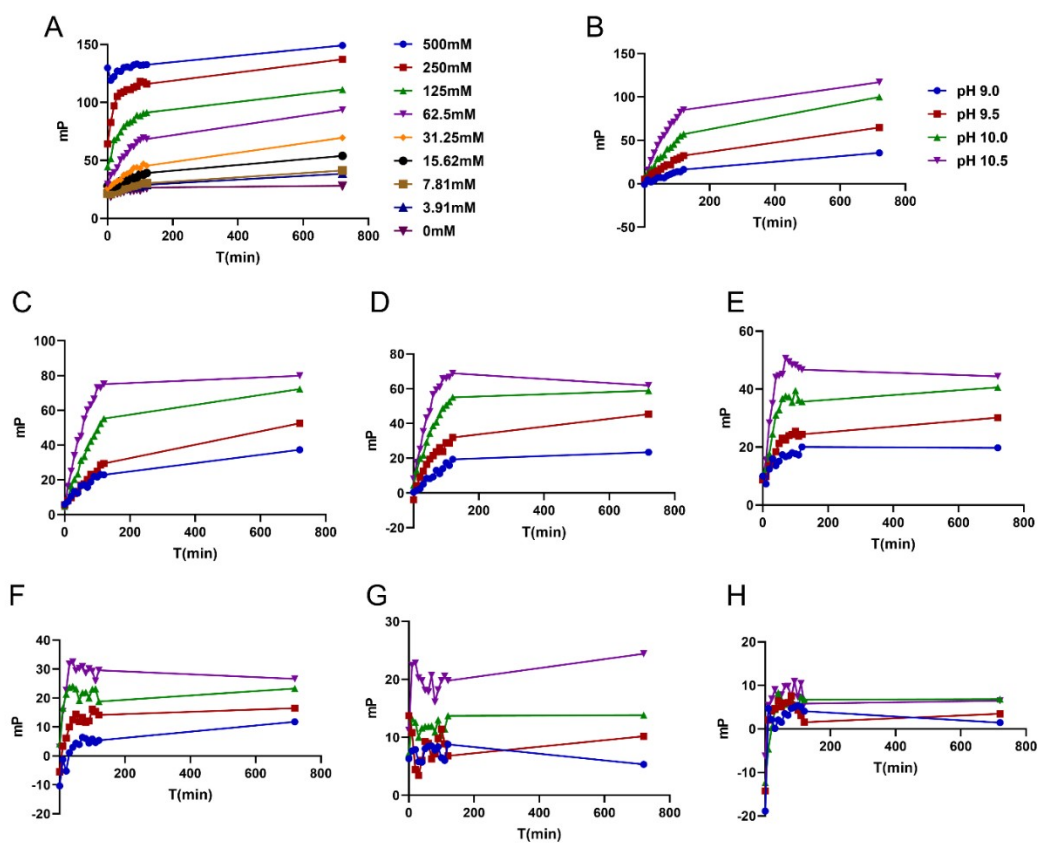 A
150
100
50
0
mP
0
200
400
600
800
T(min)
500mM
250mM
125mM
62.5mM
31.25mM
15.62mM
7.81mM
3.91mM
0mM
B
150
100
50
0
-50
mP
200
400
600
800
T(min)
pH 9.0
pH 9.5
pH 10.0
pH 10.5
C
100
80
60
40
20
0
mP
0
200
400
600
800
T(min)
D
80
60
40
20
0
-20
mP
200
400
600
800
T(min)
E
60
40
20
0
mP
0
200
400
600
800
T(min)
F
40
30
20
10
0
-10
-20
mP
200
400
600
800
T(min)
G
30
20
10
0
mP
0
200
400
600
800
T(min)
H
20
10
0
-10
-20
mP
200
400
600
800
T(min)